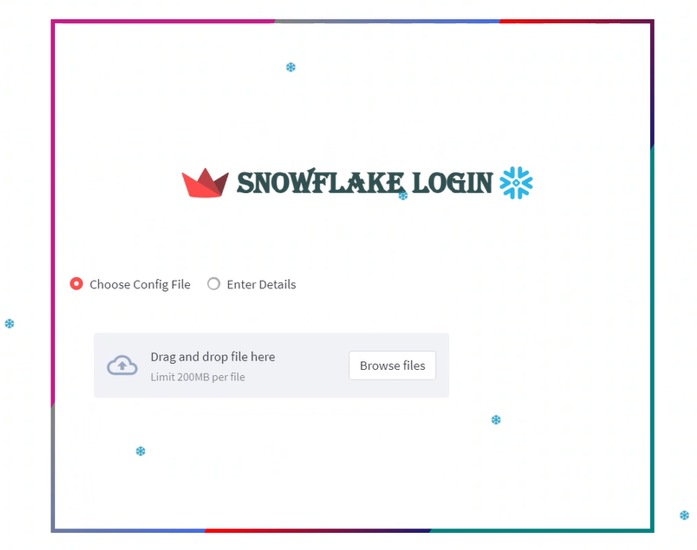 SNOWFLAKE LOGIN
Choose Config File
Enter Details
Drag and drop file here
Limit 200MB per file
Browse files